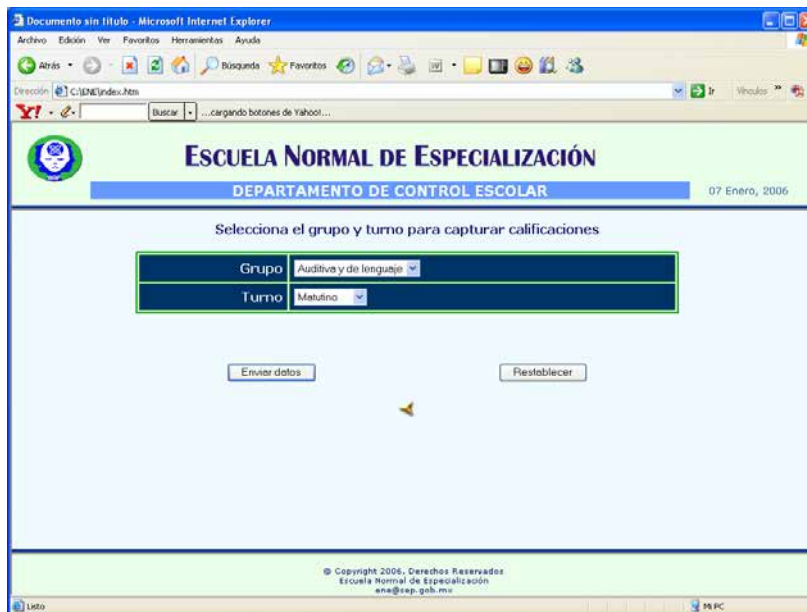 Documento sin título - Microsoft Internet Explorer
Archivo Edición Ver Favoritos Herramientas Ayuda
Atrás Búsqueda Favoritos
Dirección C:\ENE\index.htm Ir Vínculos »
Y! Buscar ...cargando botones de Yahoo!...
ESCUELA NORMAL DE ESPECIALIZACIÓN
DEPARTAMENTO DE CONTROL ESCOLAR 07 Enero, 2006
Selecciona el grupo y turno para capturar calificaciones
Grupo Auditiva y de lenguaje
Turno Matutino
Enviar datos Restablecer
© Copyright 2006. Derechos Reservados
Escuela Normal de Especialización
ene@sep.gob.mx
Listo Mi PC